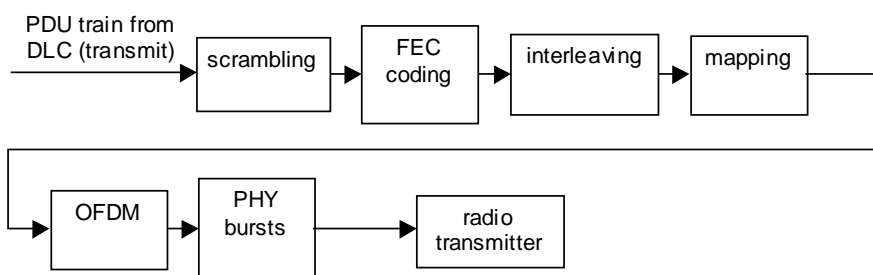 PDU train from
DLC (transmit)
scrambling
FEC
coding
interleaving
mapping
OFDM
PHY
bursts
radio
transmitter